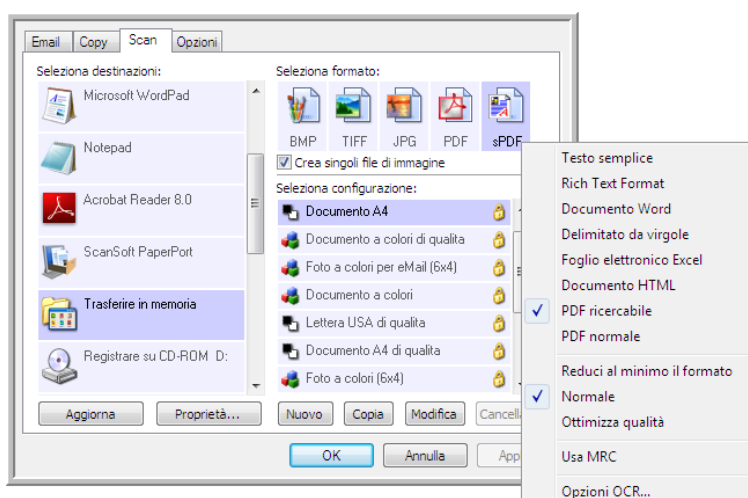 Email Copy Scan Opzioni
Seleziona destinazioni:
Microsoft WordPad
Notepad
Acrobat Reader 8.0
ScanSoft PaperPort
Trasferire in memoria
Registrare su CD-ROM D:
Aggiorna Proprietà...
Seleziona formato:
BMP TIFF JPG PDF sPDF
Crea singoli file di immagine
Seleziona configurazione:
Documento A4
Documento a colori di qualita
Foto a colori per eMail (6x4)
Documento a colori
Lettera USA di qualita
Documento A4 di qualita
Foto a colori (6x4)
Nuovo Copia Modifica Cancell
OK Annulla App
Testo semplice
Rich Text Format
Documento Word
Delimitato da virgole
Foglio elettronico Excel
Documento HTML
PDF ricercabile
PDF normale
Reduci al minimo il formato
Normale
Ottimizza qualità
Usa MRC
Opzioni OCR...